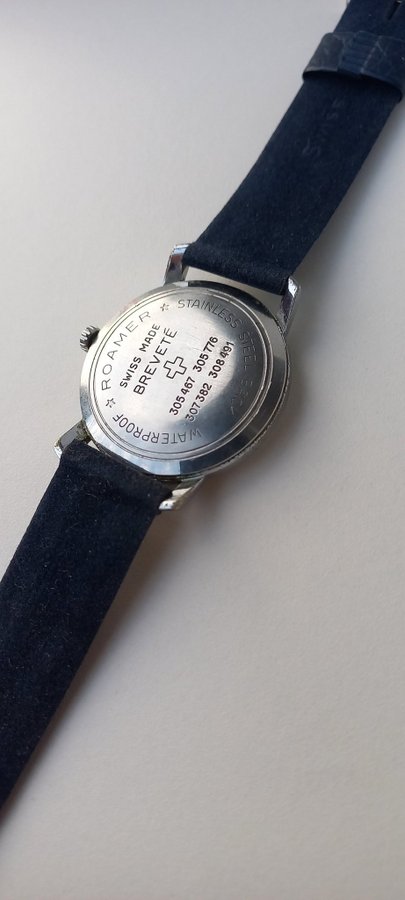 ROAMER ☆ STAINLESS STEEL BACK
WATERPROOF ☆
SWISS MADE
BREVETÉ
305467 305776
307382 308491